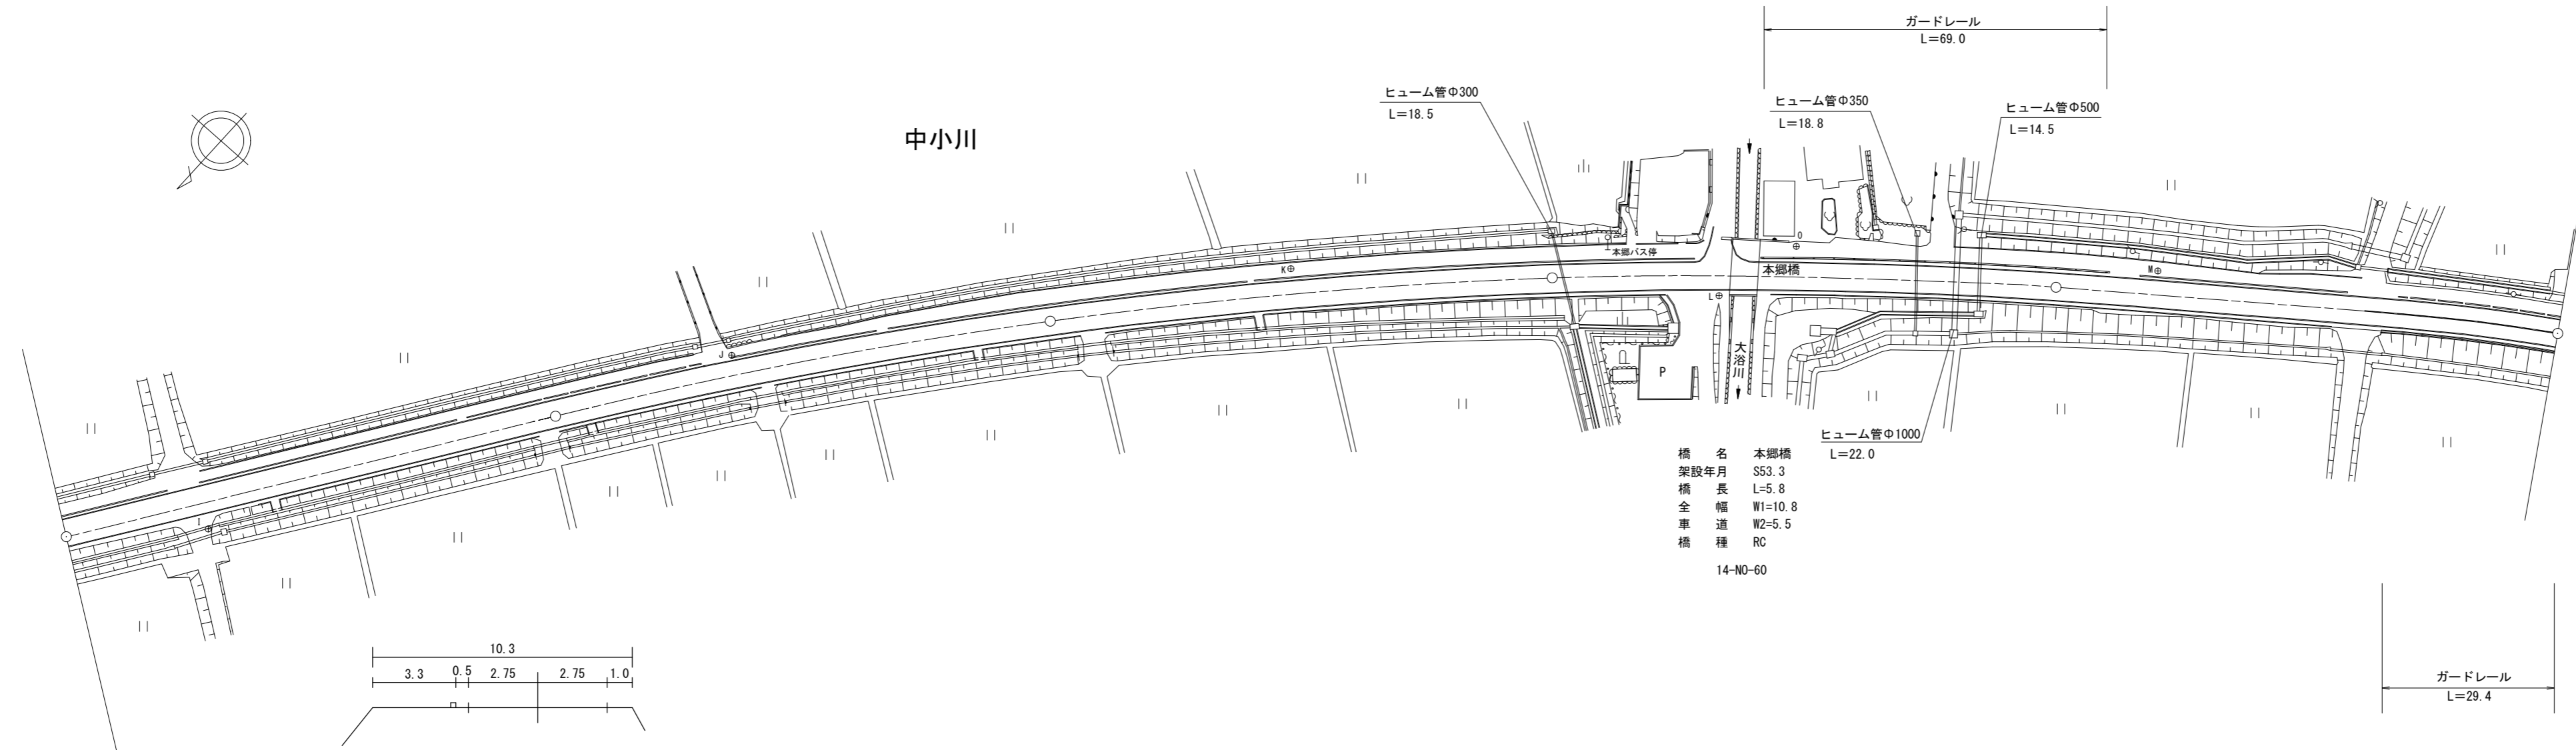 ガードレール
L=69.0
ヒューム管Φ300
L=18.5
ヒューム管Φ350
L=18.8
ヒューム管Φ500
L=14.5
中小川
本郷バス停
K
O
本郷橋
M
L
J
I
大浴川
P
ヒューム管Φ1000
L=22.0
橋　名　本郷橋
架設年月　S53.3
橋　長　L=5.8
全　幅　W1=10.8
車　道　W2=5.5
橋　種　RC
14-NO-60
10.3
3.3 0.5 2.75 2.75 1.0
ガードレール
L=29.4